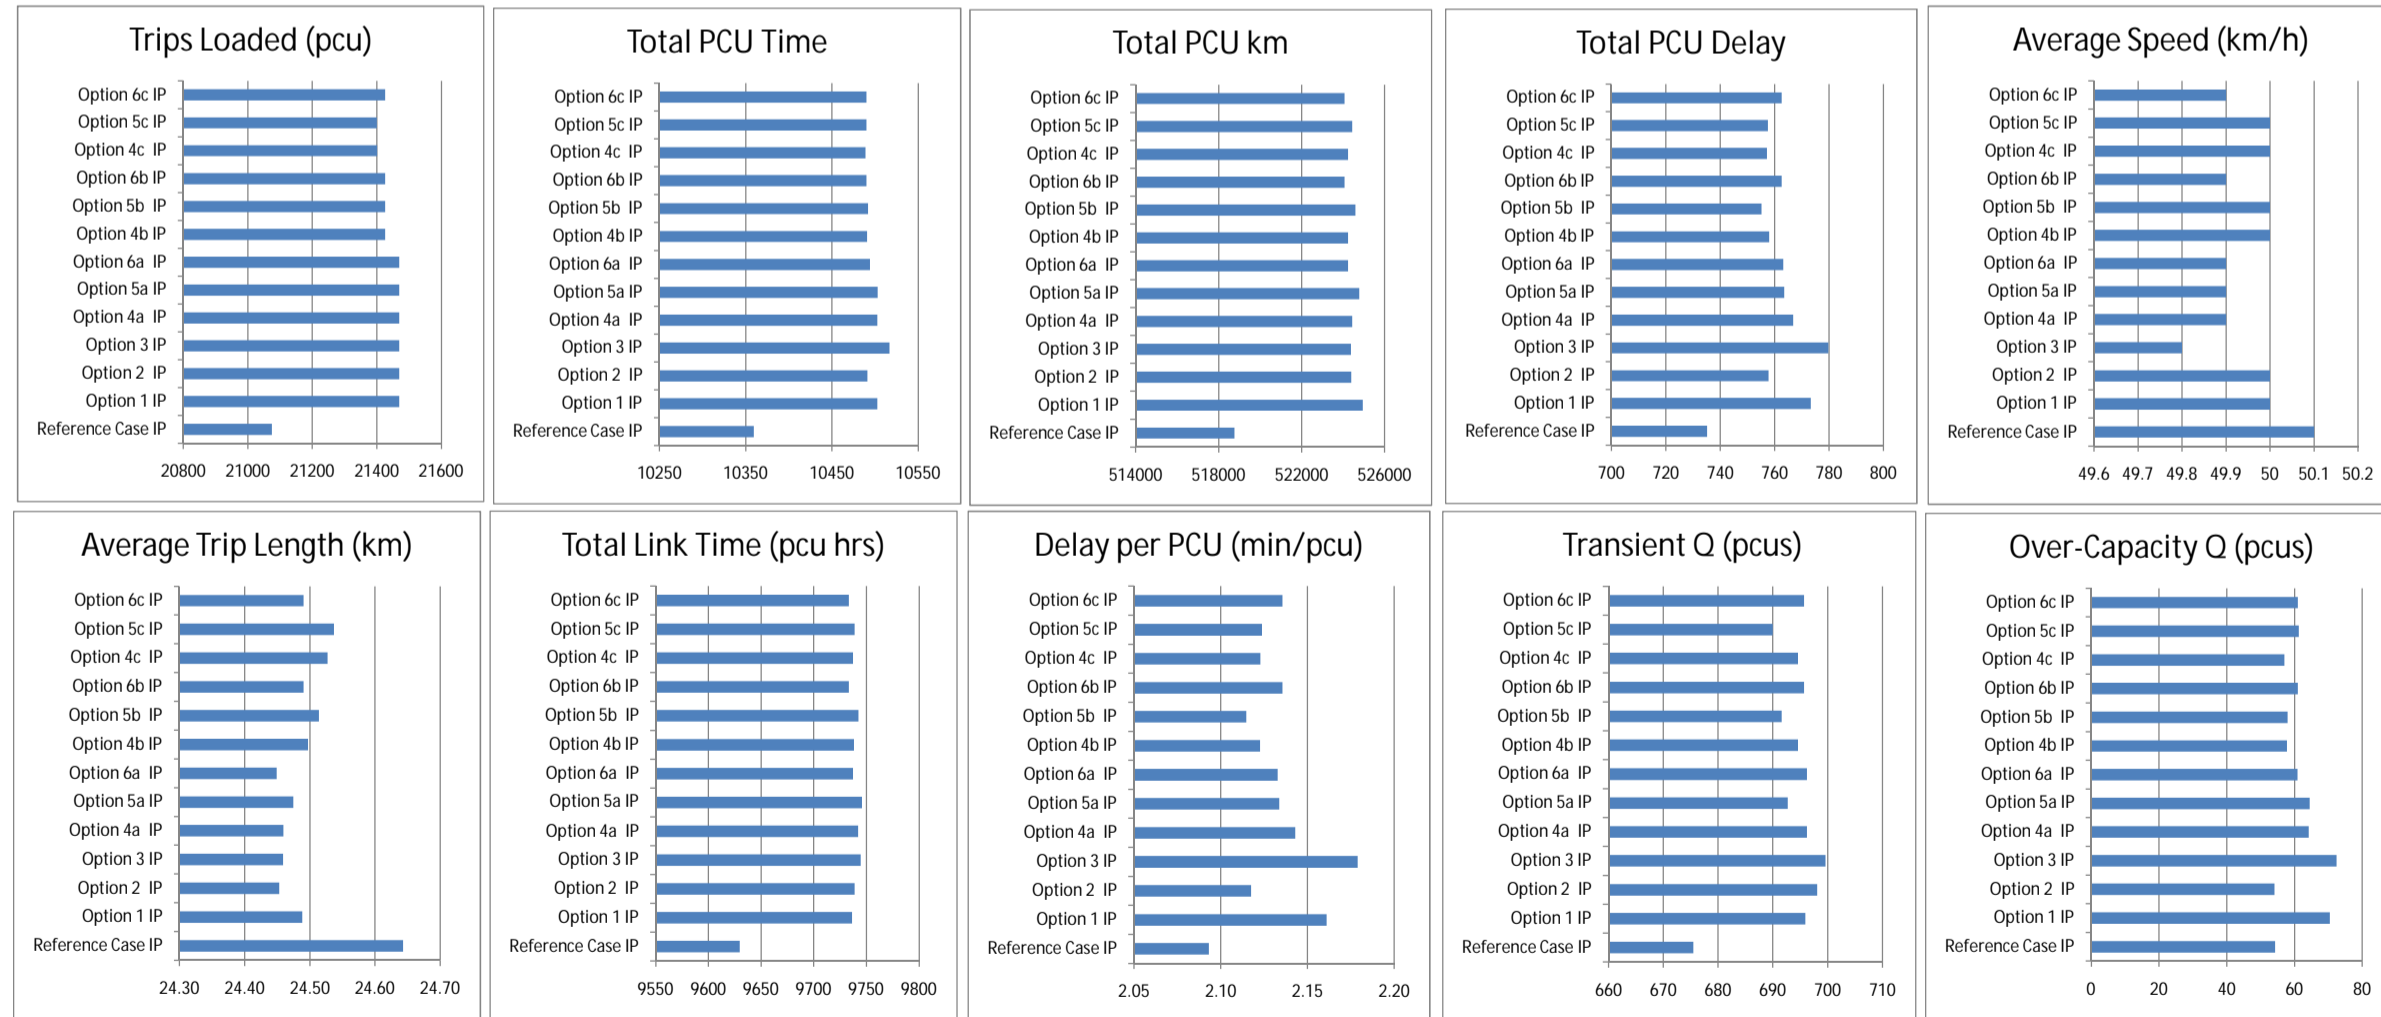 Trips Loaded (pcu)
Option 6c IP
Option 5c IP
Option 4c IP
Option 6b IP
Option 5b IP
Option 4b IP
Option 6a IP
Option 5a IP
Option 4a IP
Option 3 IP
Option 2 IP
Option 1 IP
Reference Case IP
20800 21000 21200 21400 21600
Total PCU Time
Option 6c IP
Option 5c IP
Option 4c IP
Option 6b IP
Option 5b IP
Option 4b IP
Option 6a IP
Option 5a IP
Option 4a IP
Option 3 IP
Option 2 IP
Option 1 IP
Reference Case IP
10250 10350 10450 10550
Total PCU km
Option 6c IP
Option 5c IP
Option 4c IP
Option 6b IP
Option 5b IP
Option 4b IP
Option 6a IP
Option 5a IP
Option 4a IP
Option 3 IP
Option 2 IP
Option 1 IP
Reference Case IP
514000 518000 522000 526000
Total PCU Delay
Option 6c IP
Option 5c IP
Option 4c IP
Option 6b IP
Option 5b IP
Option 4b IP
Option 6a IP
Option 5a IP
Option 4a IP
Option 3 IP
Option 2 IP
Option 1 IP
Reference Case IP
700 720 740 760 780 800
Average Speed (km/h)
Option 6c IP
Option 5c IP
Option 4c IP
Option 6b IP
Option 5b IP
Option 4b IP
Option 6a IP
Option 5a IP
Option 4a IP
Option 3 IP
Option 2 IP
Option 1 IP
Reference Case IP
49.6 49.7 49.8 49.9 50 50.1 50.2
Average Trip Length (km)
Option 6c IP
Option 5c IP
Option 4c IP
Option 6b IP
Option 5b IP
Option 4b IP
Option 6a IP
Option 5a IP
Option 4a IP
Option 3 IP
Option 2 IP
Option 1 IP
Reference Case IP
24.30 24.40 24.50 24.60 24.70
Total Link Time (pcu hrs)
Option 6c IP
Option 5c IP
Option 4c IP
Option 6b IP
Option 5b IP
Option 4b IP
Option 6a IP
Option 5a IP
Option 4a IP
Option 3 IP
Option 2 IP
Option 1 IP
Reference Case IP
9550 9600 9650 9700 9750 9800
Delay per PCU (min/pcu)
Option 6c IP
Option 5c IP
Option 4c IP
Option 6b IP
Option 5b IP
Option 4b IP
Option 6a IP
Option 5a IP
Option 4a IP
Option 3 IP
Option 2 IP
Option 1 IP
Reference Case IP
2.05 2.10 2.15 2.20
Transient Q (pcus)
Option 6c IP
Option 5c IP
Option 4c IP
Option 6b IP
Option 5b IP
Option 4b IP
Option 6a IP
Option 5a IP
Option 4a IP
Option 3 IP
Option 2 IP
Option 1 IP
Reference Case IP
660 670 680 690 700 710
Over-Capacity Q (pcus)
Option 6c IP
Option 5c IP
Option 4c IP
Option 6b IP
Option 5b IP
Option 4b IP
Option 6a IP
Option 5a IP
Option 4a IP
Option 3 IP
Option 2 IP
Option 1 IP
Reference Case IP
0 20 40 60 80